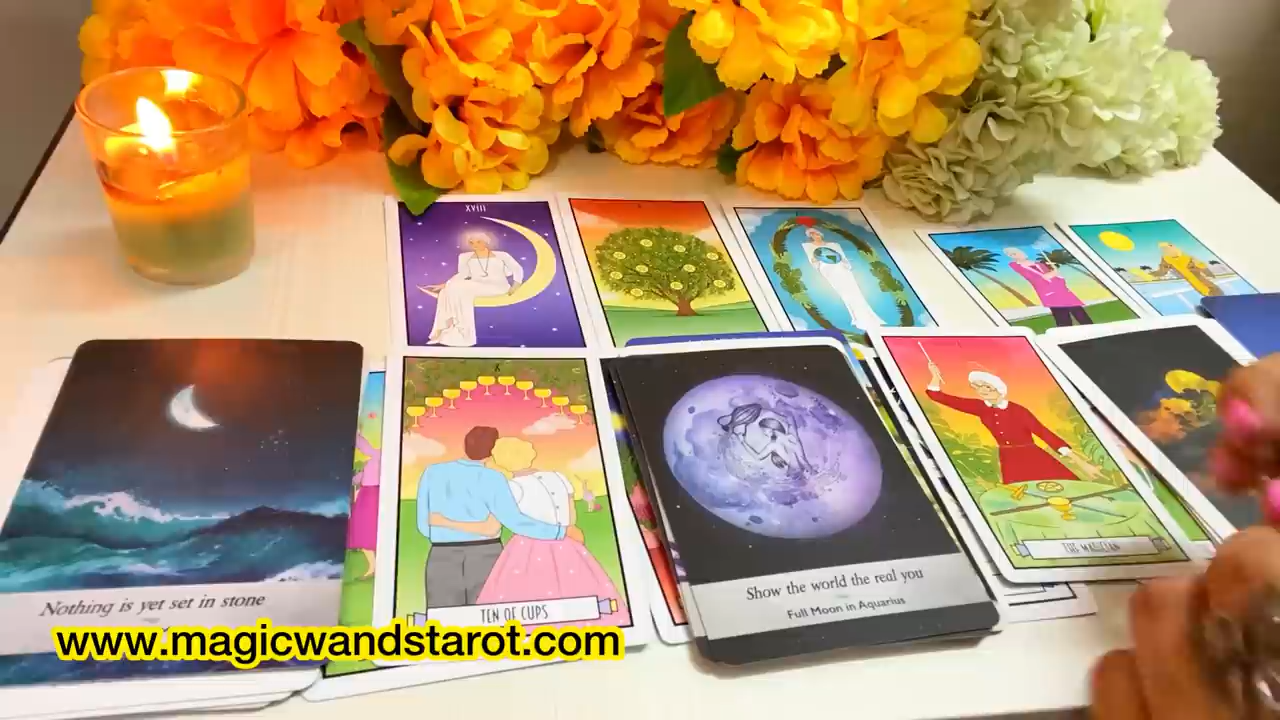 XVIII
X
TEN OF CUPS
I
THE MAGICIAN
Nothing is yet set in stone
Show the world the real you
Full Moon in Aquarius
www.magicwandstarot.com